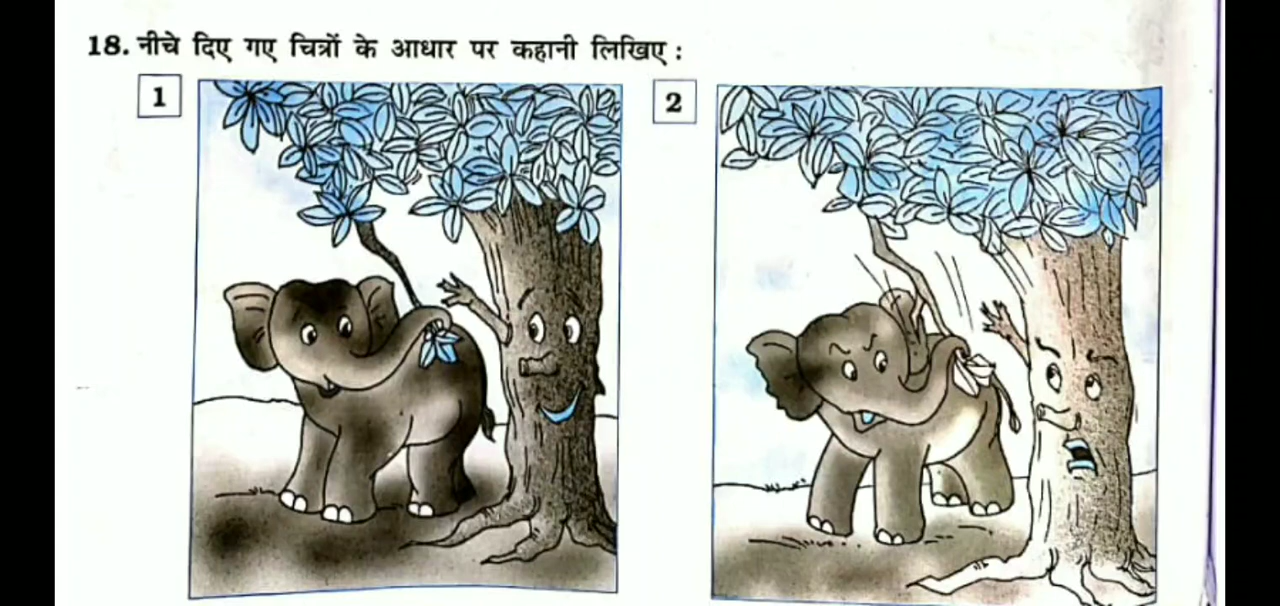 18. नीचे दिए गए चित्रों के आधार पर कहानी लिखिए :
1
2